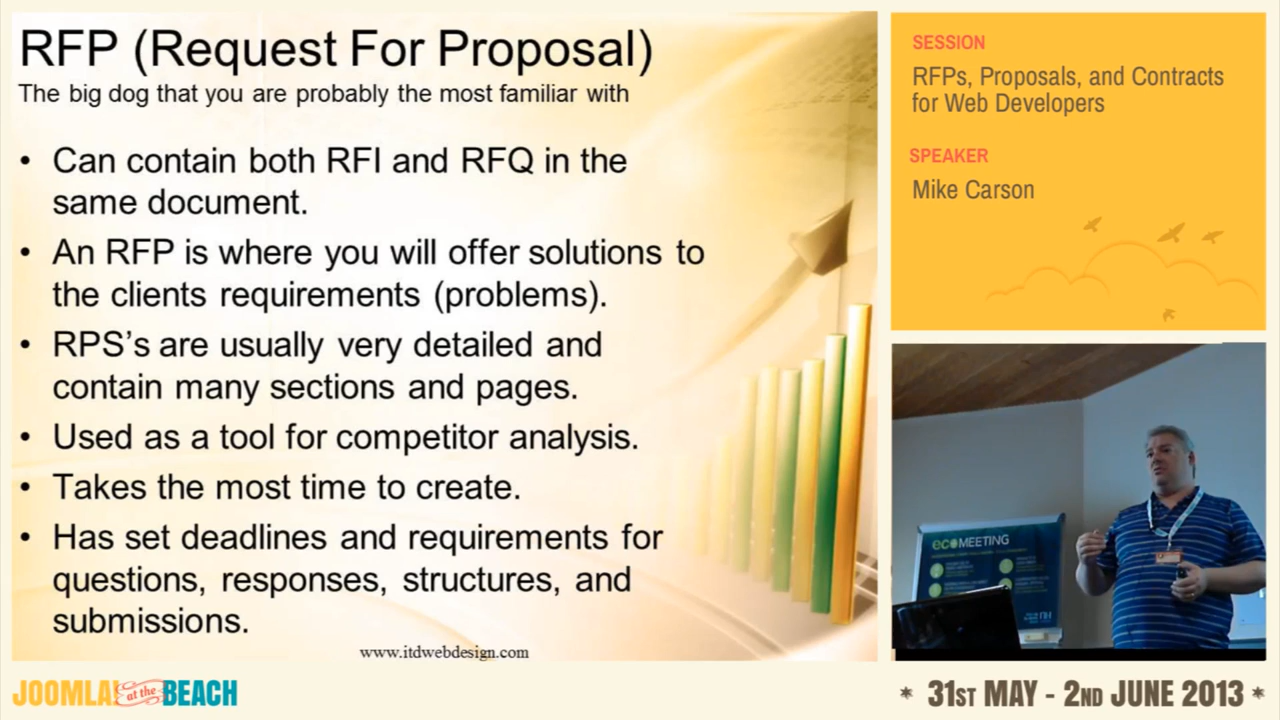 RFP (Request For Proposal)
The big dog that you are probably the most familiar with
• Can contain both RFI and RFQ in the
same document.
• An RFP is where you will offer solutions to
the clients requirements (problems).
• RPS’s are usually very detailed and
contain many sections and pages.
• Used as a tool for competitor analysis.
• Takes the most time to create.
• Has set deadlines and requirements for
questions, responses, structures, and
submissions.
www.itdwebdesign.com
SESSION
RFPs, Proposals, and Contracts
for Web Developers
SPEAKER
Mike Carson
ecoMEETING
JOOMLA! at the BEACH
* 31ST MAY - 2ND JUNE 2013 *